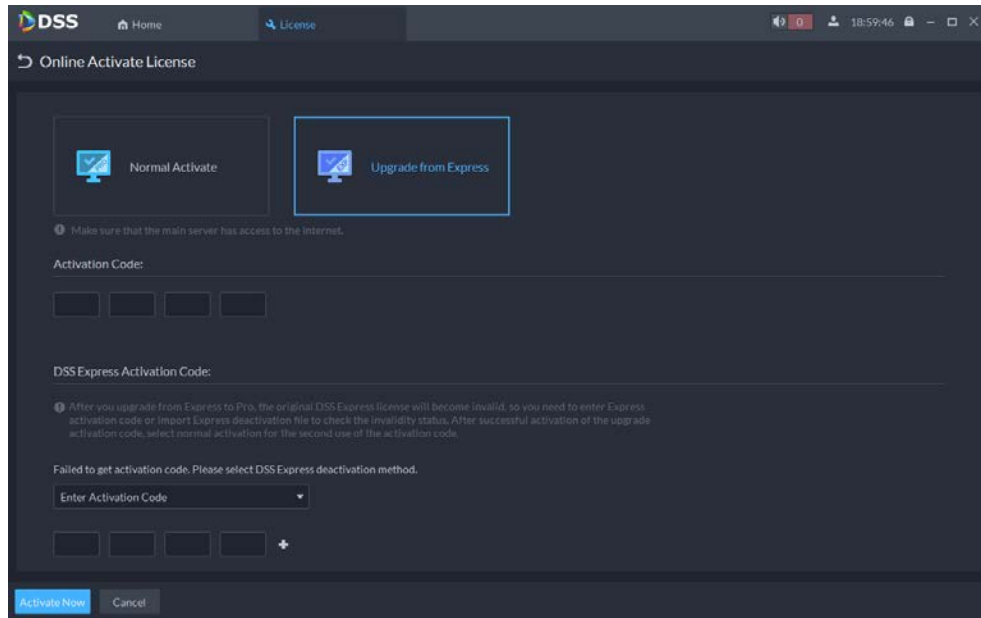 DSS
Home
License
0
18:59:46
Online Activate License
Normal Activate
Upgrade from Express
Make sure that the main server has access to the Internet.
Activation Code:
DSS Express Activation Code:
After you upgrade from Express to Pro, the original DSS Express license will become invalid, so you need to enter Express
activation code or import Express deactivation file to check the invalidity status. After successful activation of the upgrade
activation code, select normal activation for the second use of the activation code.
Failed to get activation code. Please select DSS Express deactivation method.
Enter Activation Code
Activate Now
Cancel